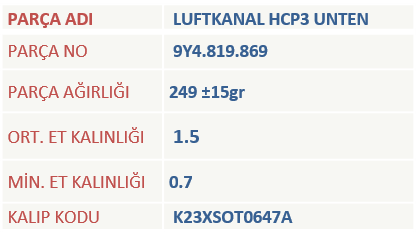 PARÇA ADI LUFTKANAL HCP3 UNTEN
PARÇA NO 9Y4.819.869
PARÇA AĞIRLIĞI 249 ±15gr
ORT. ET KALINLIĞI 1.5
MİN. ET KALINLIĞI 0.7
KALIP KODU K23XSOT0647A